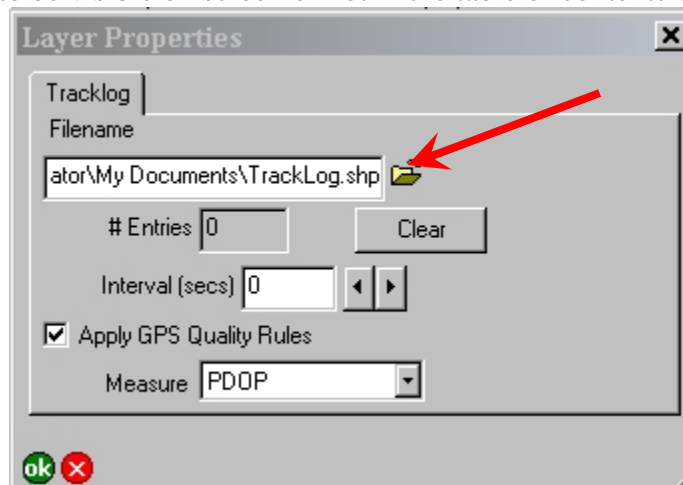 Layer Properties
Tracklog
Filename
ator\My Documents\TrackLog.shp
# Entries 0 Clear
Interval (secs) 0
Apply GPS Quality Rules
Measure PDOP
ok